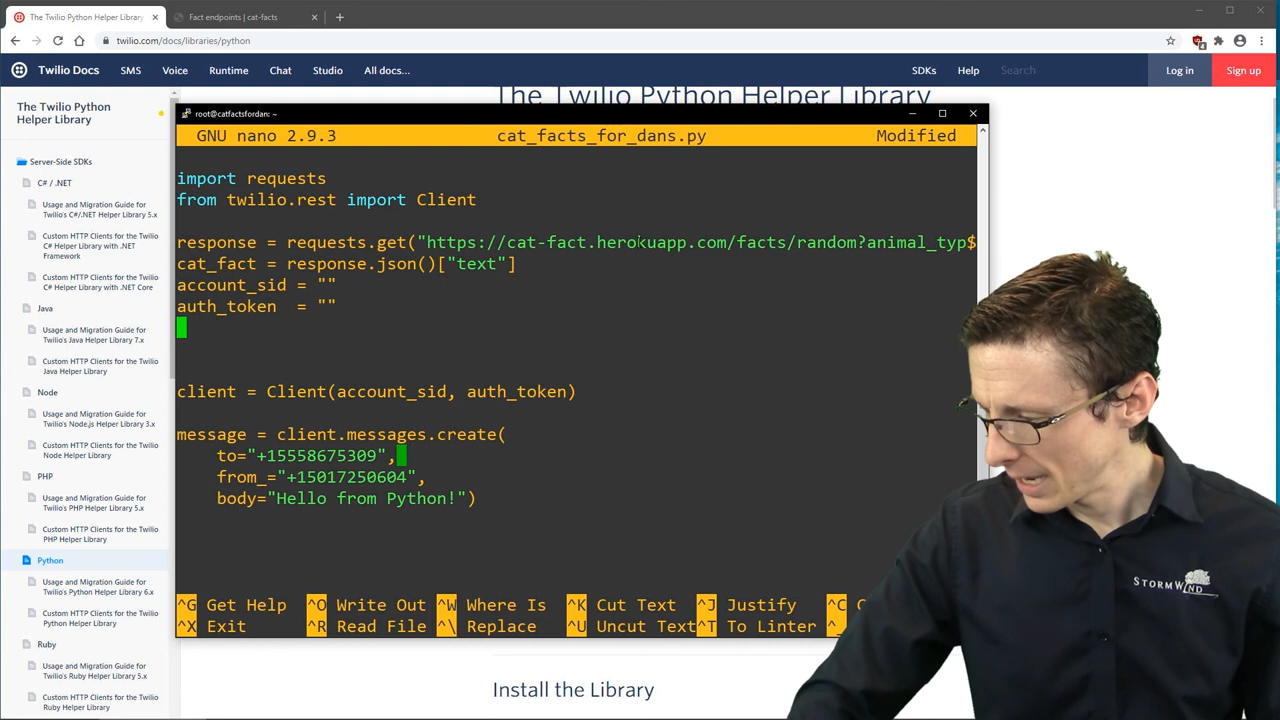 The Twilio Python Helper Library
Fact endpoints | cat-facts
twilio.com/docs/libraries/python
Twilio Docs
SMS
Voice
Runtime
Chat
Studio
All docs...
SDKs
Help
Search
Log in
Sign up
The Twilio Python
Helper Library
Server-Side SDKs
C# / .NET
Usage and Migration Guide for
Twilio's C#/.NET Helper Library 5.x
Custom HTTP Clients for the Twilio
C# Helper Library with .NET
Framework
Custom HTTP Clients for the Twilio
C# Helper Library with .NET Core
Java
Usage and Migration Guide for
Twilio's Java Helper Library 7.x
Custom HTTP Clients for the Twilio
Java Helper Library
Node
Usage and Migration Guide for
Twilio's Node.js Helper Library 3.x
Custom HTTP Clients for the Twilio
Node Helper Library
PHP
Usage and Migration Guide for
Twilio's PHP Helper Library 5.x
Custom HTTP Clients for the Twilio
PHP Helper Library
Python
Usage and Migration Guide for
Twilio's Python Helper Library 6.x
Custom HTTP Clients for the Twilio
Python Helper Library
Ruby
Usage and Migration Guide for
Twilio's Ruby Helper Library 5.x
Custom HTTP Clients for the Twilio
Ruby Helper Library
The Twilio Python Helper Library
root@catfactsfordan: ~
GNU nano 2.9.3 cat_facts_for_dans.py Modified
import requests
from twilio.rest import Client
response = requests.get("https://cat-fact.herokuapp.com/facts/random?animal_typ$
cat_fact = response.json()["text"]
account_sid = ""
auth_token  = ""
client = Client(account_sid, auth_token)
message = client.messages.create(
    to="+15558675309",
    from_="+15017250604",
    body="Hello from Python!")
^G Get Help ^O Write Out ^W Where Is ^K Cut Text ^J Justify ^C C
^X Exit ^R Read File ^\ Replace ^U Uncut Text ^T To Linter ^_
Install the Library
STORMWIND